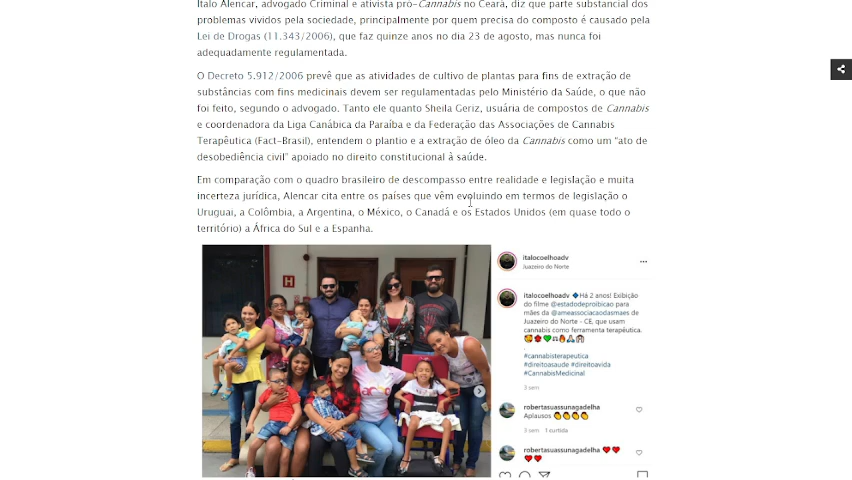 Ítalo Alencar, advogado Criminal e ativista pró-Cannabis no Ceará, diz que parte substancial dos
problemas vividos pela sociedade, principalmente por quem precisa do composto é causado pela
Lei de Drogas (11.343/2006), que faz quinze anos no dia 23 de agosto, mas nunca foi
adequadamente regulamentada.
O Decreto 5.912/2006 prevê que as atividades de cultivo de plantas para fins de extração de
substâncias com fins medicinais devem ser regulamentadas pelo Ministério da Saúde, o que não
foi feito, segundo o advogado. Tanto ele quanto Sheila Geriz, usuária de compostos de Cannabis
e coordenadora da Liga Canábica da Paraíba e da Federação das Associações de Cannabis
Terapêutica (Fact-Brasil), entendem o plantio e a extração de óleo da Cannabis como um "ato de
desobediência civil" apoiado no direito constitucional à saúde.
Em comparação com o quadro brasileiro de descompasso entre realidade e legislação e muita
incerteza jurídica, Alencar cita entre os países que vêm evoluindo em termos de legislação o
Uruguai, a Colômbia, a Argentina, o México, o Canadá e os Estados Unidos (em quase todo o
território) a África do Sul e a Espanha.
italocoelhoadv
Juazeiro do Norte
italocoelhoadv Há 2 anos! Exibição
do filme @estadodeproibicao para
mães da @ameassociacaodasmaes de
Juazeiro do Norte - CE, que usam
cannabis como ferramenta terapêutica.
#cannabisterapeutica
#direitoasaude #direitoavida
#CannabisMedicinal
3 sem
robertasuassunagadelha
Aplausos
3 sem 1 curtida
robertasuassunagadelha